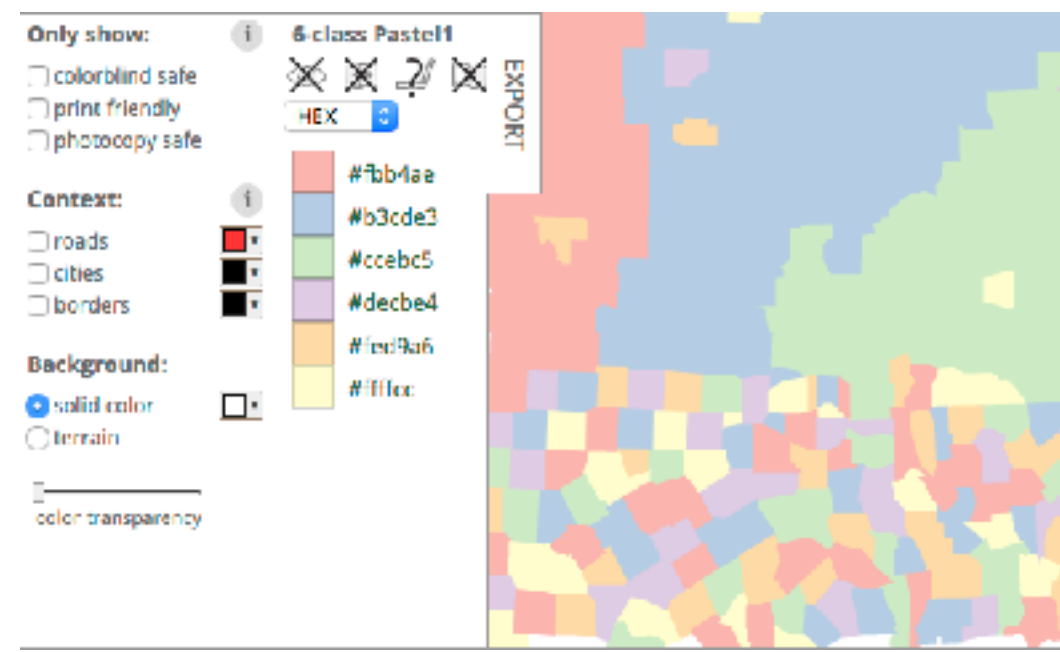 Only show:
i
colorblind safe
print friendly
photocopy safe
Context:
i
roads
cities
borders
Background:
solid color
terrain
color transparency
6-class Pastel1
EXPORT
HEX
#fbb4ae
#b3cde3
#ccebc5
#decbe4
#fed9a6
#ffffcc